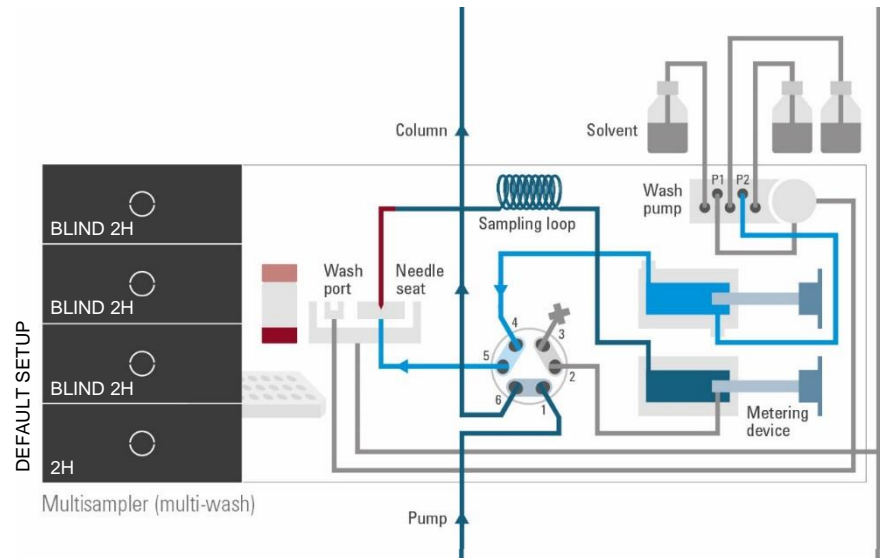 Column
Solvent
BLIND 2H
BLIND 2H
BLIND 2H
2H
DEFAULT SETUP
Multisampler (multi-wash)
Wash
port
Needle
seat
Sampling loop
Wash
pump
P1
P2
4
3
5
2
6
1
Metering
device
Pump